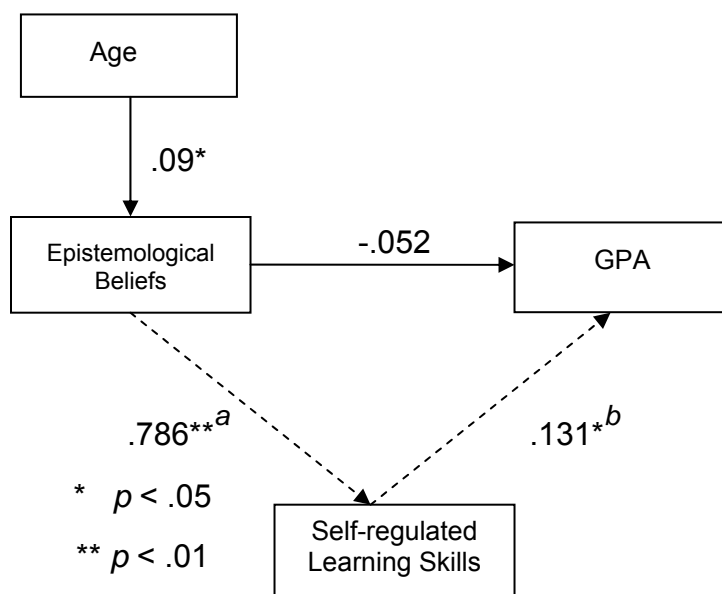 Age
.09*
Epistemological
Beliefs
-.052
GPA
.786**a
.131*b
* p < .05
** p < .01
Self-regulated
Learning Skills